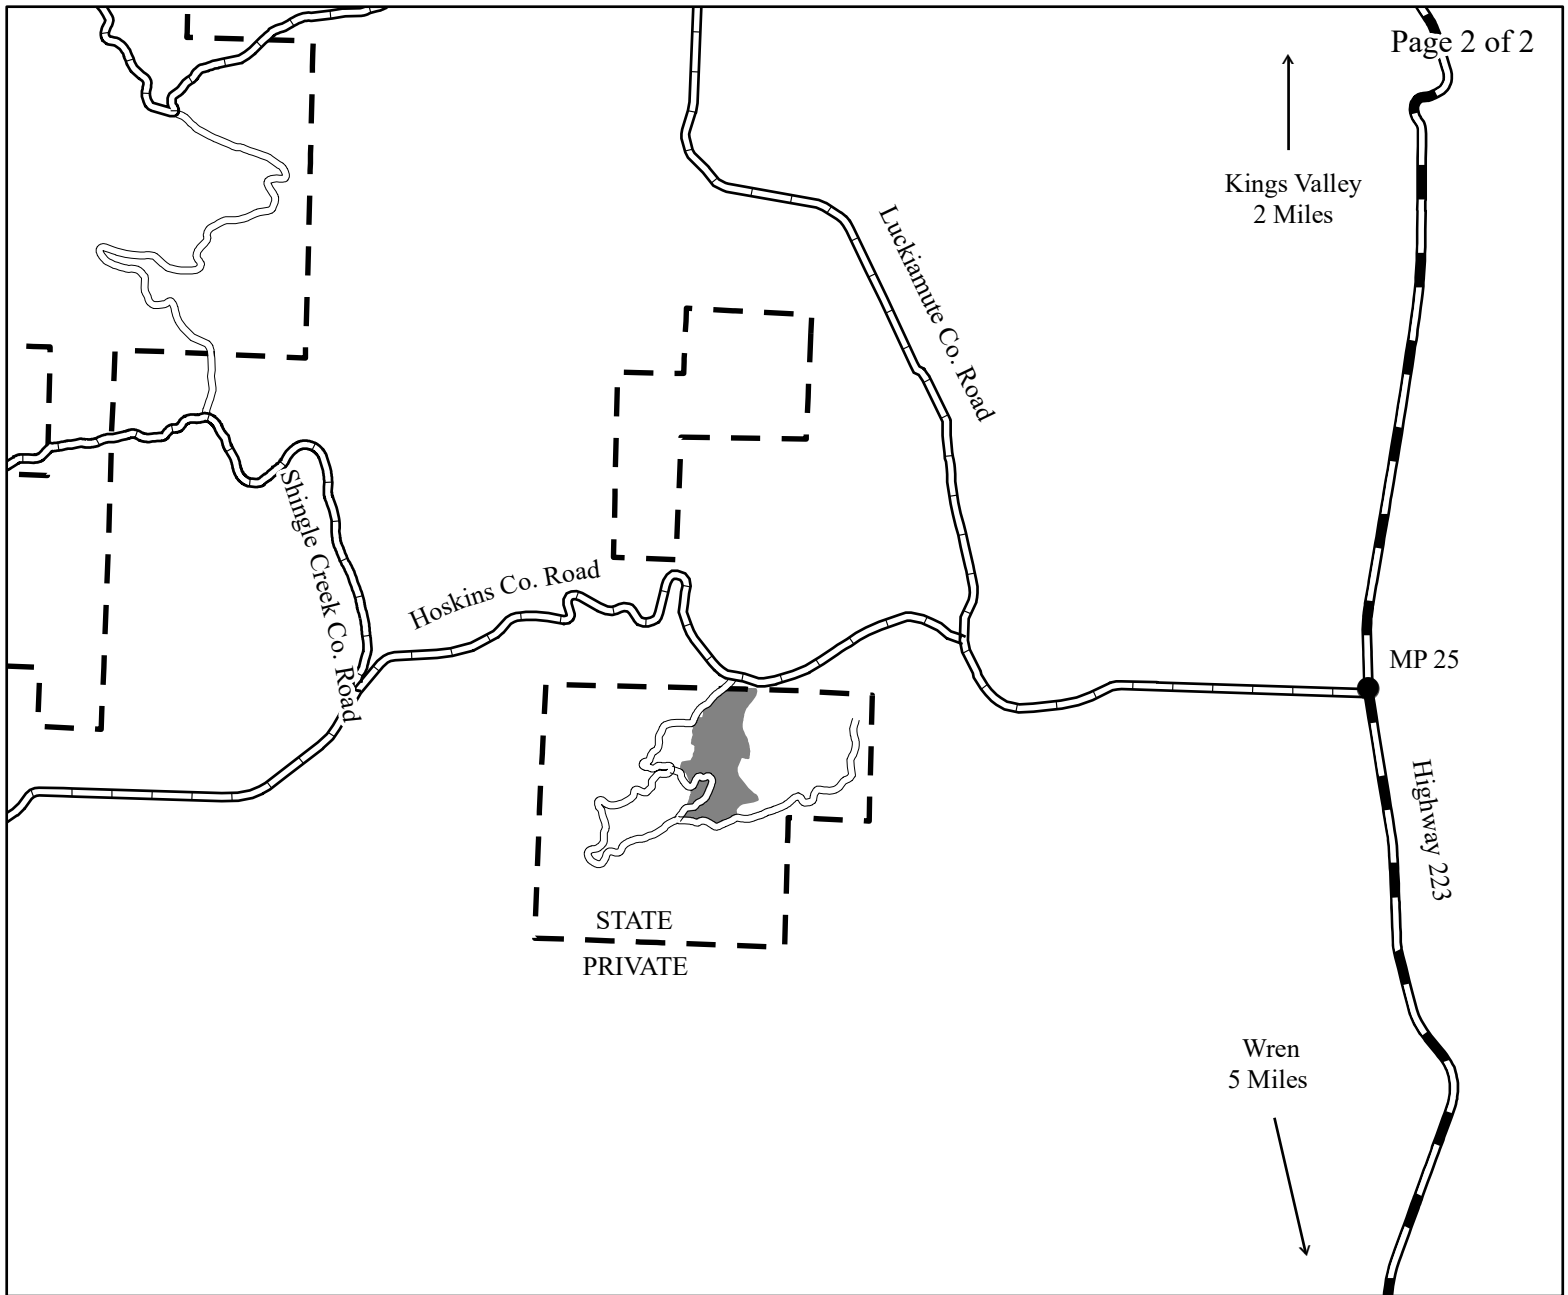 Page 2 of 2
Kings Valley
2 Miles
Luckiamute Co. Road
Shingle Creek Co. Road
Hoskins Co. Road
MP 25
Highway 223
STATE
PRIVATE
Wren
5 Miles